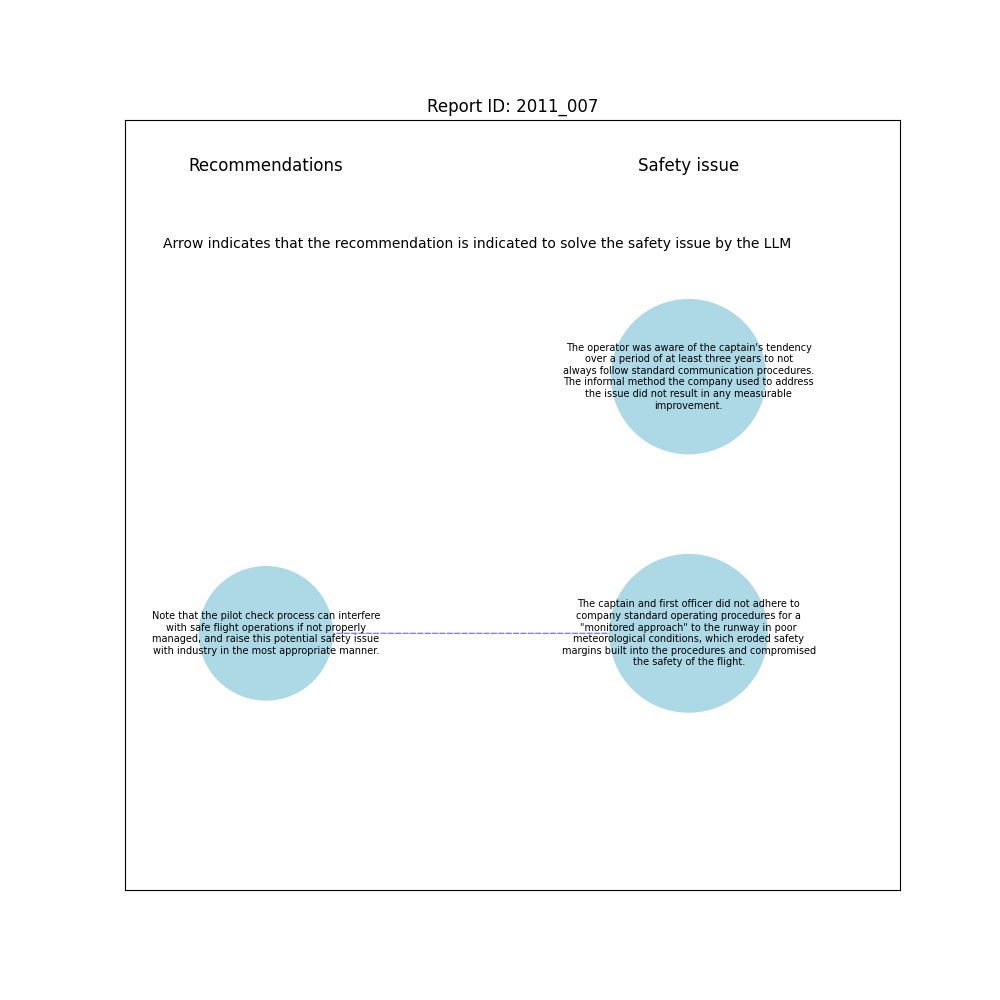 Report ID: 2011_007
Recommendations
Safety issue
Arrow indicates that the recommendation is indicated to solve the safety issue by the LLM
The operator was aware of the captain's tendency
over a period of at least three years to not
always follow standard communication procedures.
The informal method the company used to address
the issue did not result in any measurable
improvement.
Note that the pilot check process can interfere
with safe flight operations if not properly
managed, and raise this potential safety issue
with industry in the most appropriate manner.
The captain and first officer did not adhere to
company standard operating procedures for a
"monitored approach" to the runway in poor
meteorological conditions, which eroded safety
margins built into the procedures and compromised
the safety of the flight.